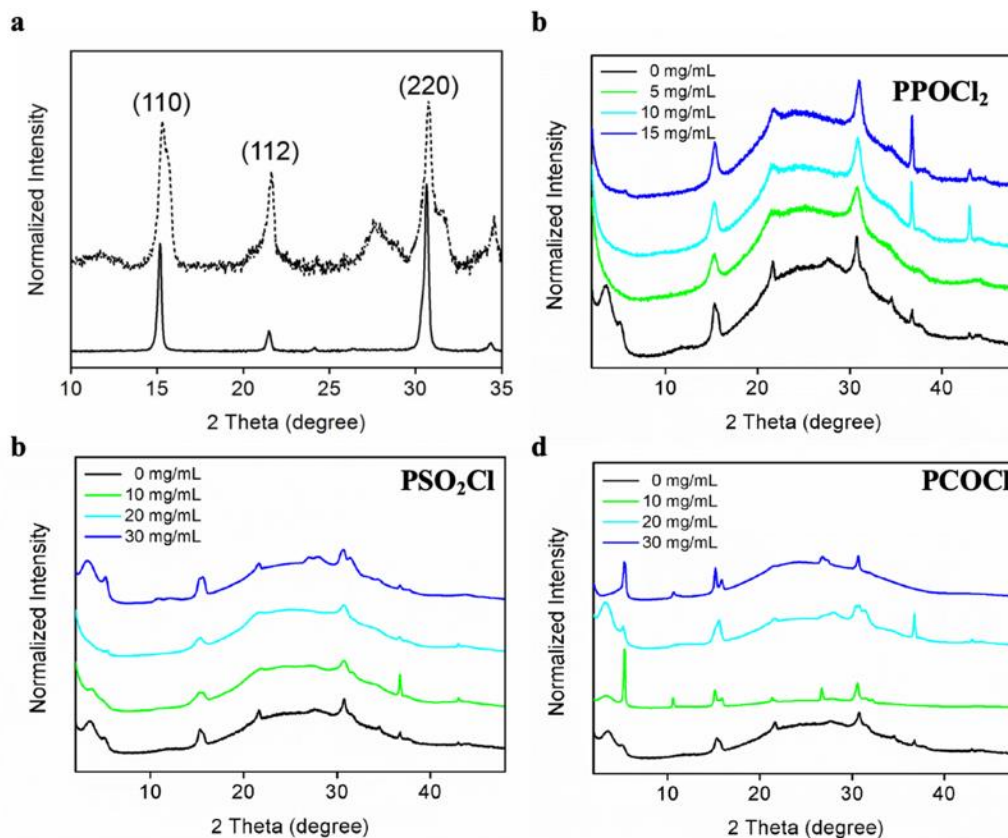 a
(110)
(112)
(220)
Normalized Intensity
10 15 20 25 30 35
2 Theta (degree)
b
0 mg/mL
5 mg/mL
10 mg/mL
15 mg/mL
PPOCl₂
Normalized Intensity
10 20 30 40
2 Theta (degree)
b
0 mg/mL
10 mg/mL
20 mg/mL
30 mg/mL
PSO₂Cl
Normalized Intensity
10 20 30 40
2 Theta (degree)
d
0 mg/mL
10 mg/mL
20 mg/mL
30 mg/mL
PCOCl
Normalized Intensity
10 20 30 40
2 Theta (degree)